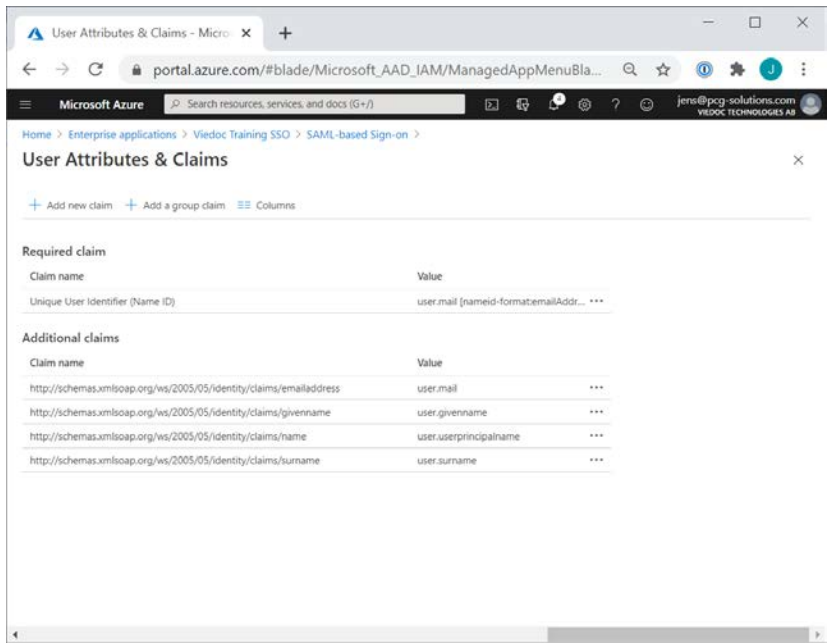 User Attributes & Claims - Micro
portal.azure.com/#blade/Microsoft_AAD_IAM/ManagedAppMenuBla...
J
Microsoft Azure
Search resources, services, and docs (G+/)
4
?
jens@pcg-solutions.com
VIEDOC TECHNOLOGIES AB
Home > Enterprise applications > Viedoc Training SSO > SAML-based Sign-on >
User Attributes & Claims
+ Add new claim + Add a group claim Columns
Required claim
Claim name Value
Unique User Identifier (Name ID) user.mail [nameid-format:emailAddr... •••
Additional claims
Claim name Value
http://schemas.xmlsoap.org/ws/2005/05/identity/claims/emailaddress user.mail •••
http://schemas.xmlsoap.org/ws/2005/05/identity/claims/givenname user.givenname •••
http://schemas.xmlsoap.org/ws/2005/05/identity/claims/name user.userprincipalname •••
http://schemas.xmlsoap.org/ws/2005/05/identity/claims/surname user.surname •••